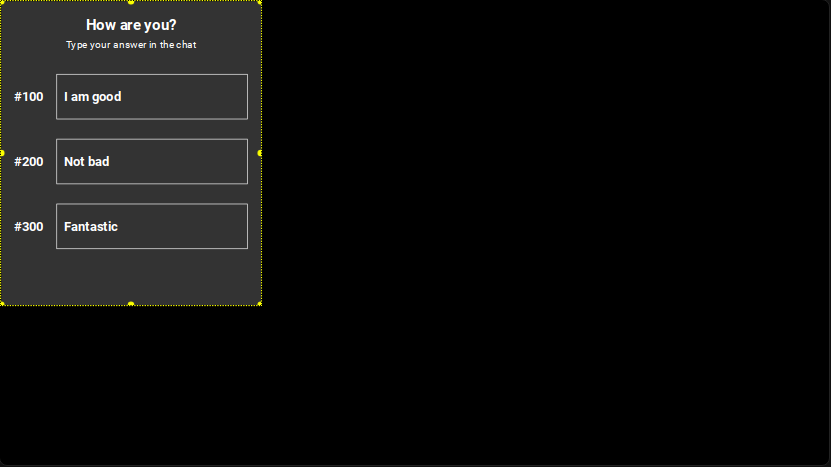 How are you?
Type your answer in the chat
#100 I am good
#200 Not bad
#300 Fantastic